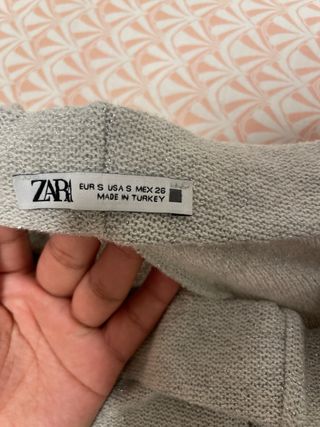 ZARA
EUR S USA S MEX 26
MADE IN TURKEY